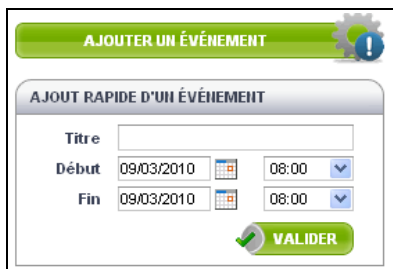 AJOUTER UN ÉVÉNEMENT
AJOUT RAPIDE D'UN ÉVÉNEMENT
Titre
Début 09/03/2010 08:00
Fin 09/03/2010 08:00
VALIDER